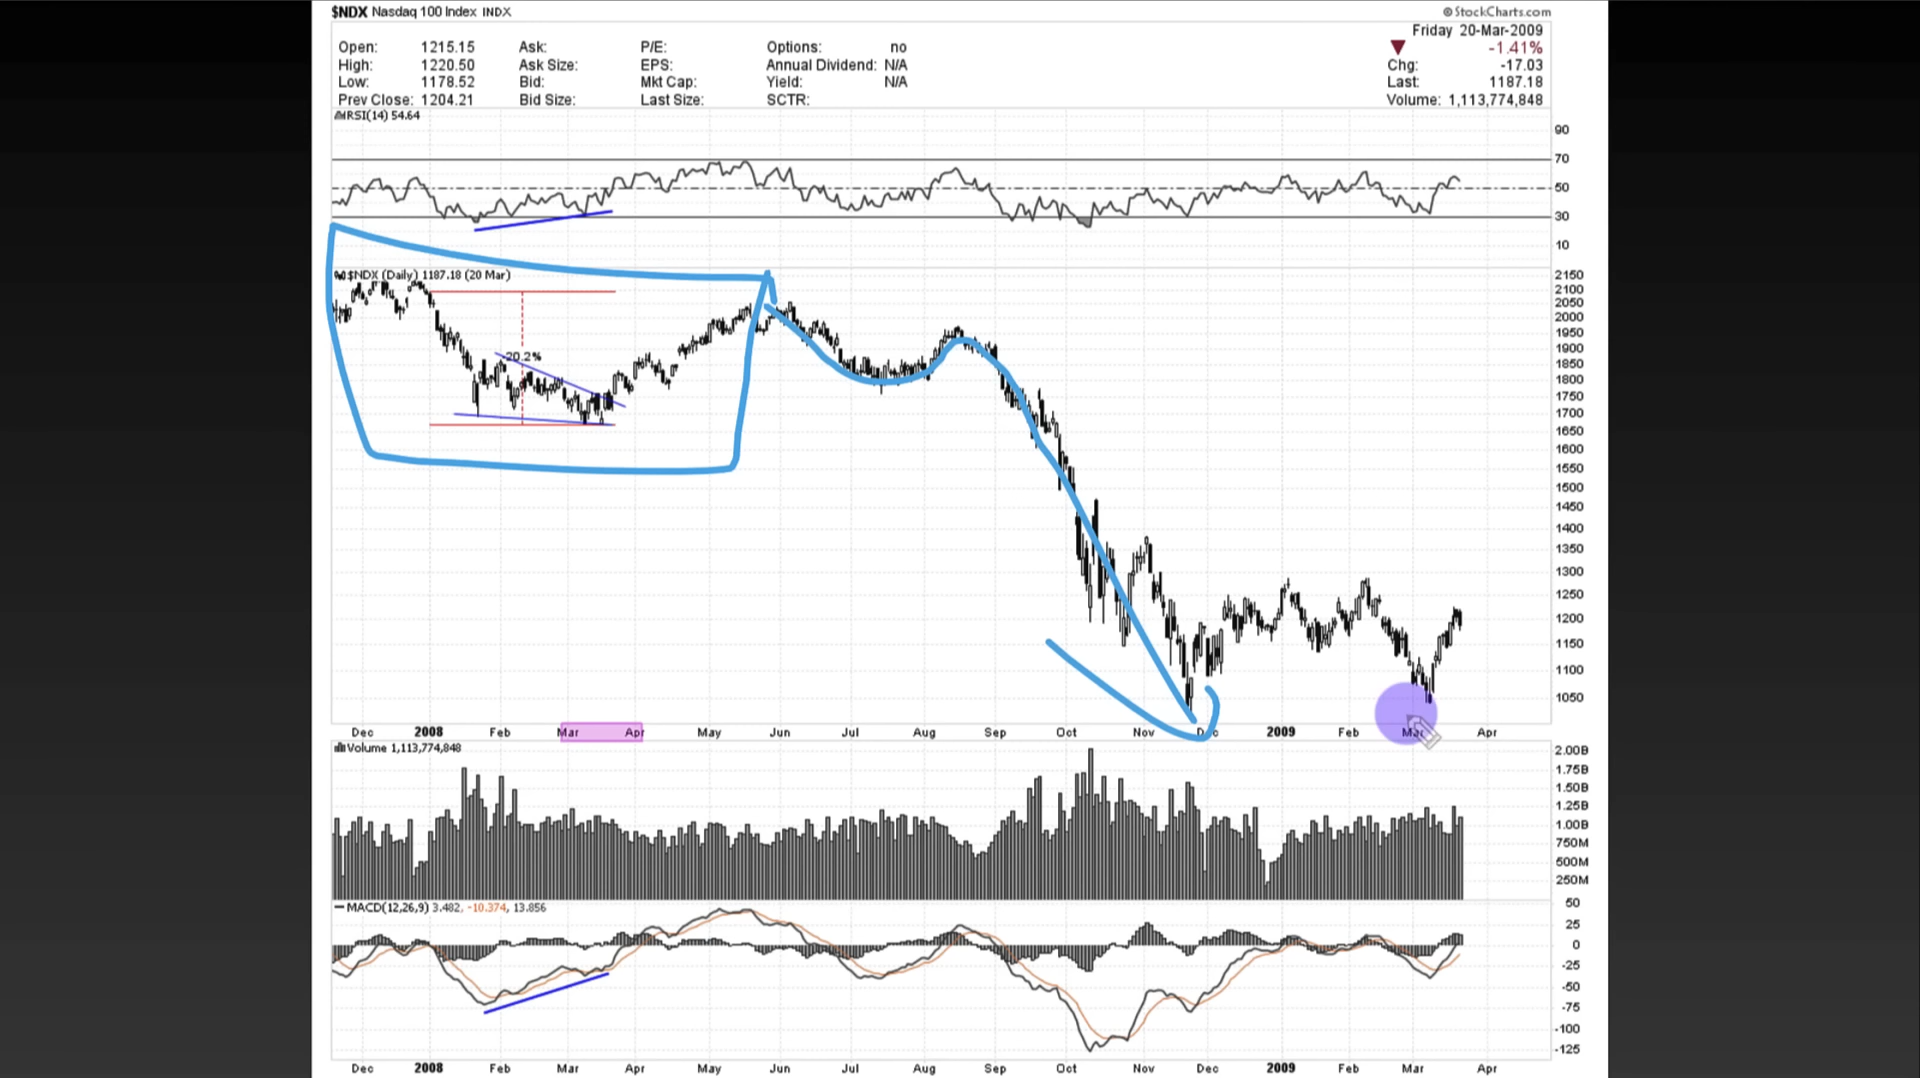 $NDX Nasdaq 100 Index INDX
© StockCharts.com
Friday 20-Mar-2009
Open: 1215.15 Ask: P/E: Options: no -1.41%
High: 1220.50 Ask Size: EPS: Annual Dividend: N/A Chg: -17.03
Low: 1178.52 Bid: Mkt Cap: Yield: N/A Last: 1187.18
Prev Close: 1204.21 Bid Size: Last Size: SCTR: Volume: 1,113,774,848
RSI(14) 54.64
90
70
50
30
10
$NDX (Daily) 1187.18 (20 Mar)
2150
2100
2050
2000
1950
1900
-20.2%
1850
1800
1750
1700
1650
1600
1550
1500
1450
1400
1350
1300
1250
1200
1150
1100
1050
Dec 2008 Feb Mar Apr May Jun Jul Aug Sep Oct Nov Dec 2009 Feb Mar Apr
Volume 1,113,774,848
2.00B
1.75B
1.50B
1.25B
1.00B
750M
500M
250M
MACD(12,26,9) 3.482, -10.374, 13.856
50
25
0
-25
-50
-75
-100
-125
Dec 2008 Feb Mar Apr May Jun Jul Aug Sep Oct Nov Dec 2009 Feb Mar Apr